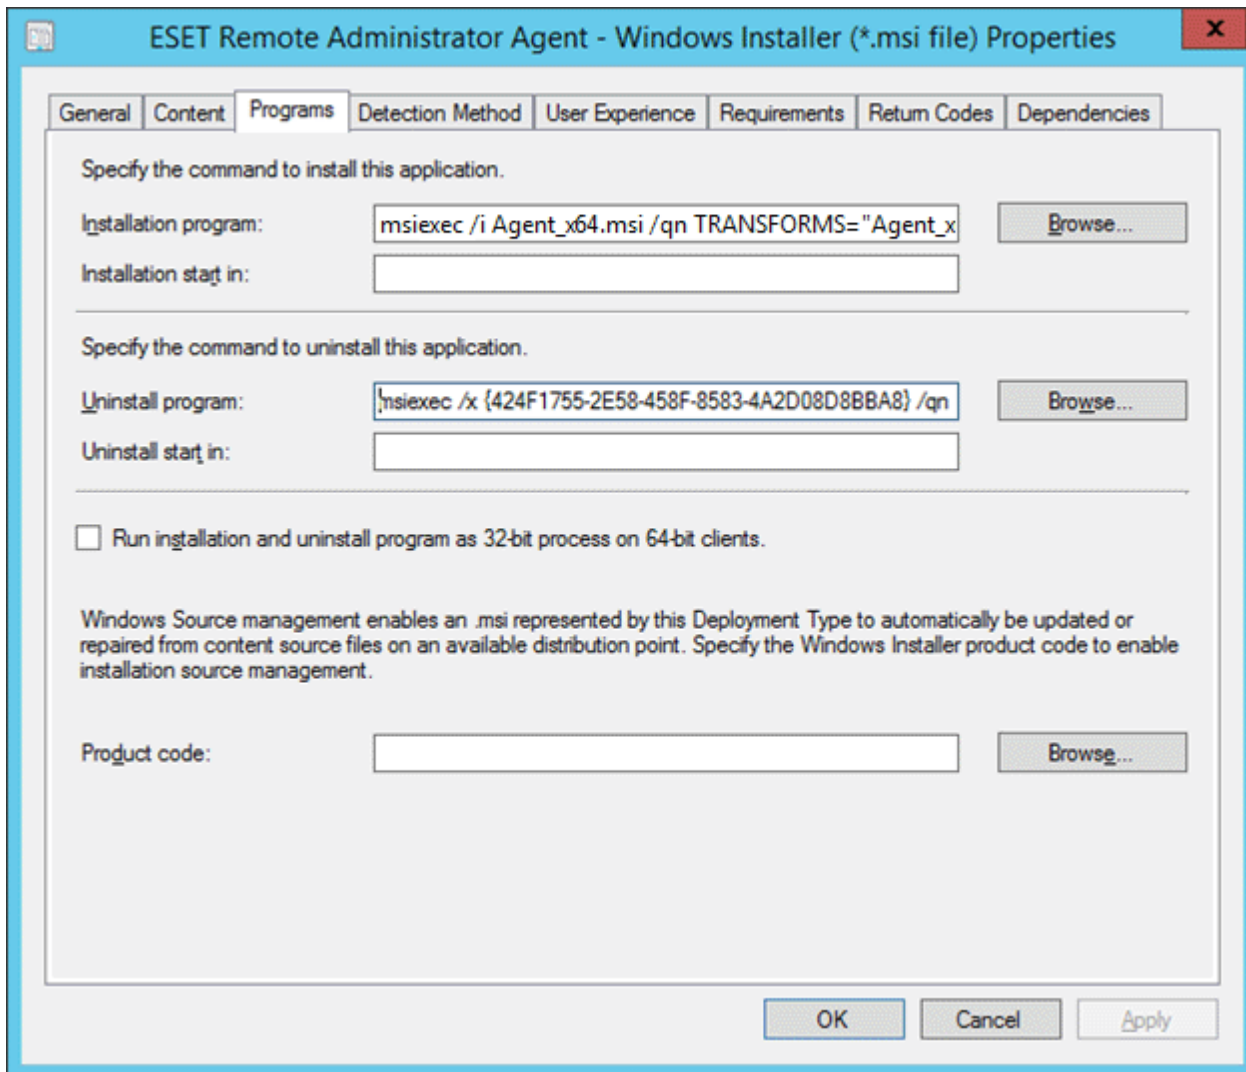 ESET Remote Administrator Agent - Windows Installer (*.msi file) Properties
x
General Content Programs Detection Method User Experience Requirements Return Codes Dependencies
Specify the command to install this application.
Installation program: msiexec /i Agent_x64.msi /qn TRANSFORMS="Agent_x Browse...
Installation start in:
Specify the command to uninstall this application.
Uninstall program: msiexec /x {424F1755-2E58-458F-8583-4A2D08D8BBA8} /qn Browse...
Uninstall start in:
Run installation and uninstall program as 32-bit process on 64-bit clients.
Windows Source management enables an .msi represented by this Deployment Type to automatically be updated or
repaired from content source files on an available distribution point. Specify the Windows Installer product code to enable
installation source management.
Product code: Browse...
OK Cancel Apply